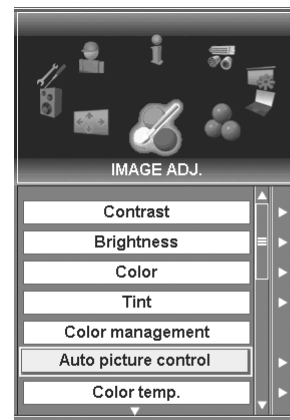 IMAGE ADJ.
Contrast
Brightness
Color
Tint
Color management
Auto picture control
Color temp.